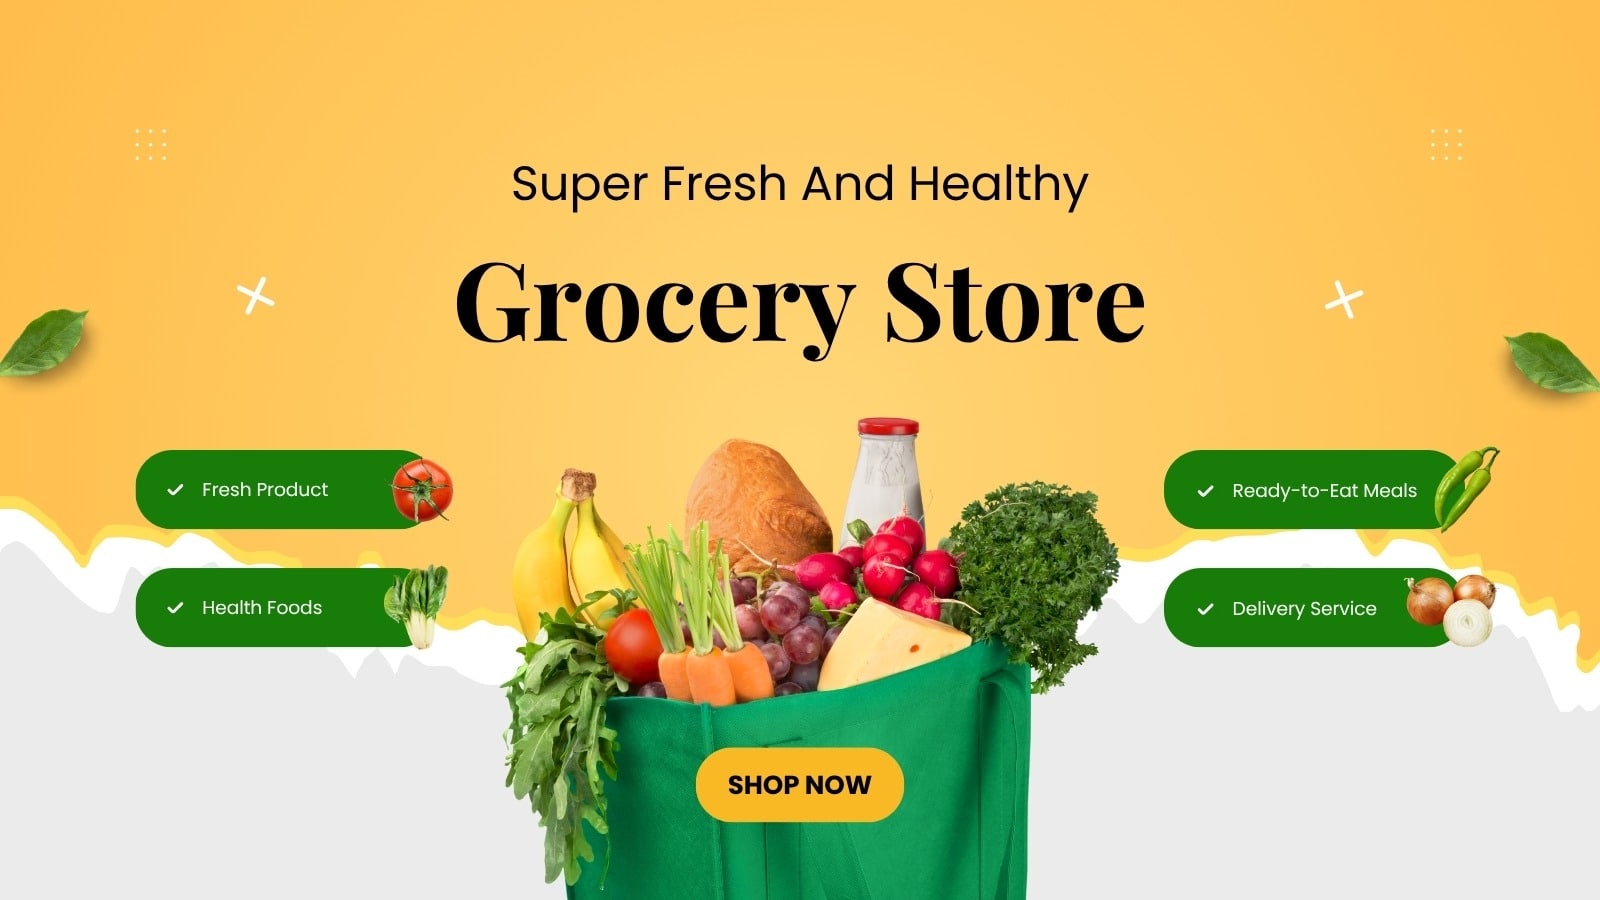 Super Fresh And Healthy
Grocery Store
Fresh Product
Health Foods
Ready-to-Eat Meals
Delivery Service
SHOP NOW